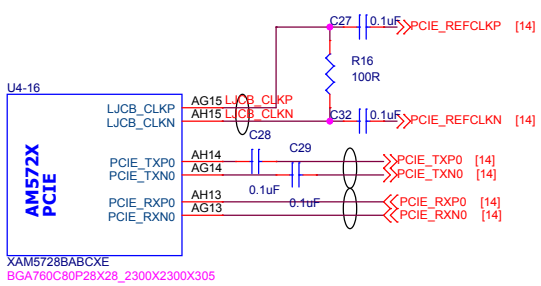 C27 0.1uF PCIE_REFCLKP [14]
R16
100R
U4-16
LJCB_CLKP AG15 LJCB_CLKP
LJCB_CLKN AH15 LJCB_CLKN C32 0.1uF PCIE_REFCLKN [14]
C28 C29
PCIE_TXP0 AH14 PCIE_TXP0 [14]
PCIE_TXN0 AG14 PCIE_TXN0 [14]
0.1uF 0.1uF
PCIE_RXP0 AH13 PCIE_RXP0 [14]
PCIE_RXN0 AG13 PCIE_RXN0 [14]
AM572X
PCIE
XAM5728BABCXE
BGA760C80P28X28_2300X2300X305